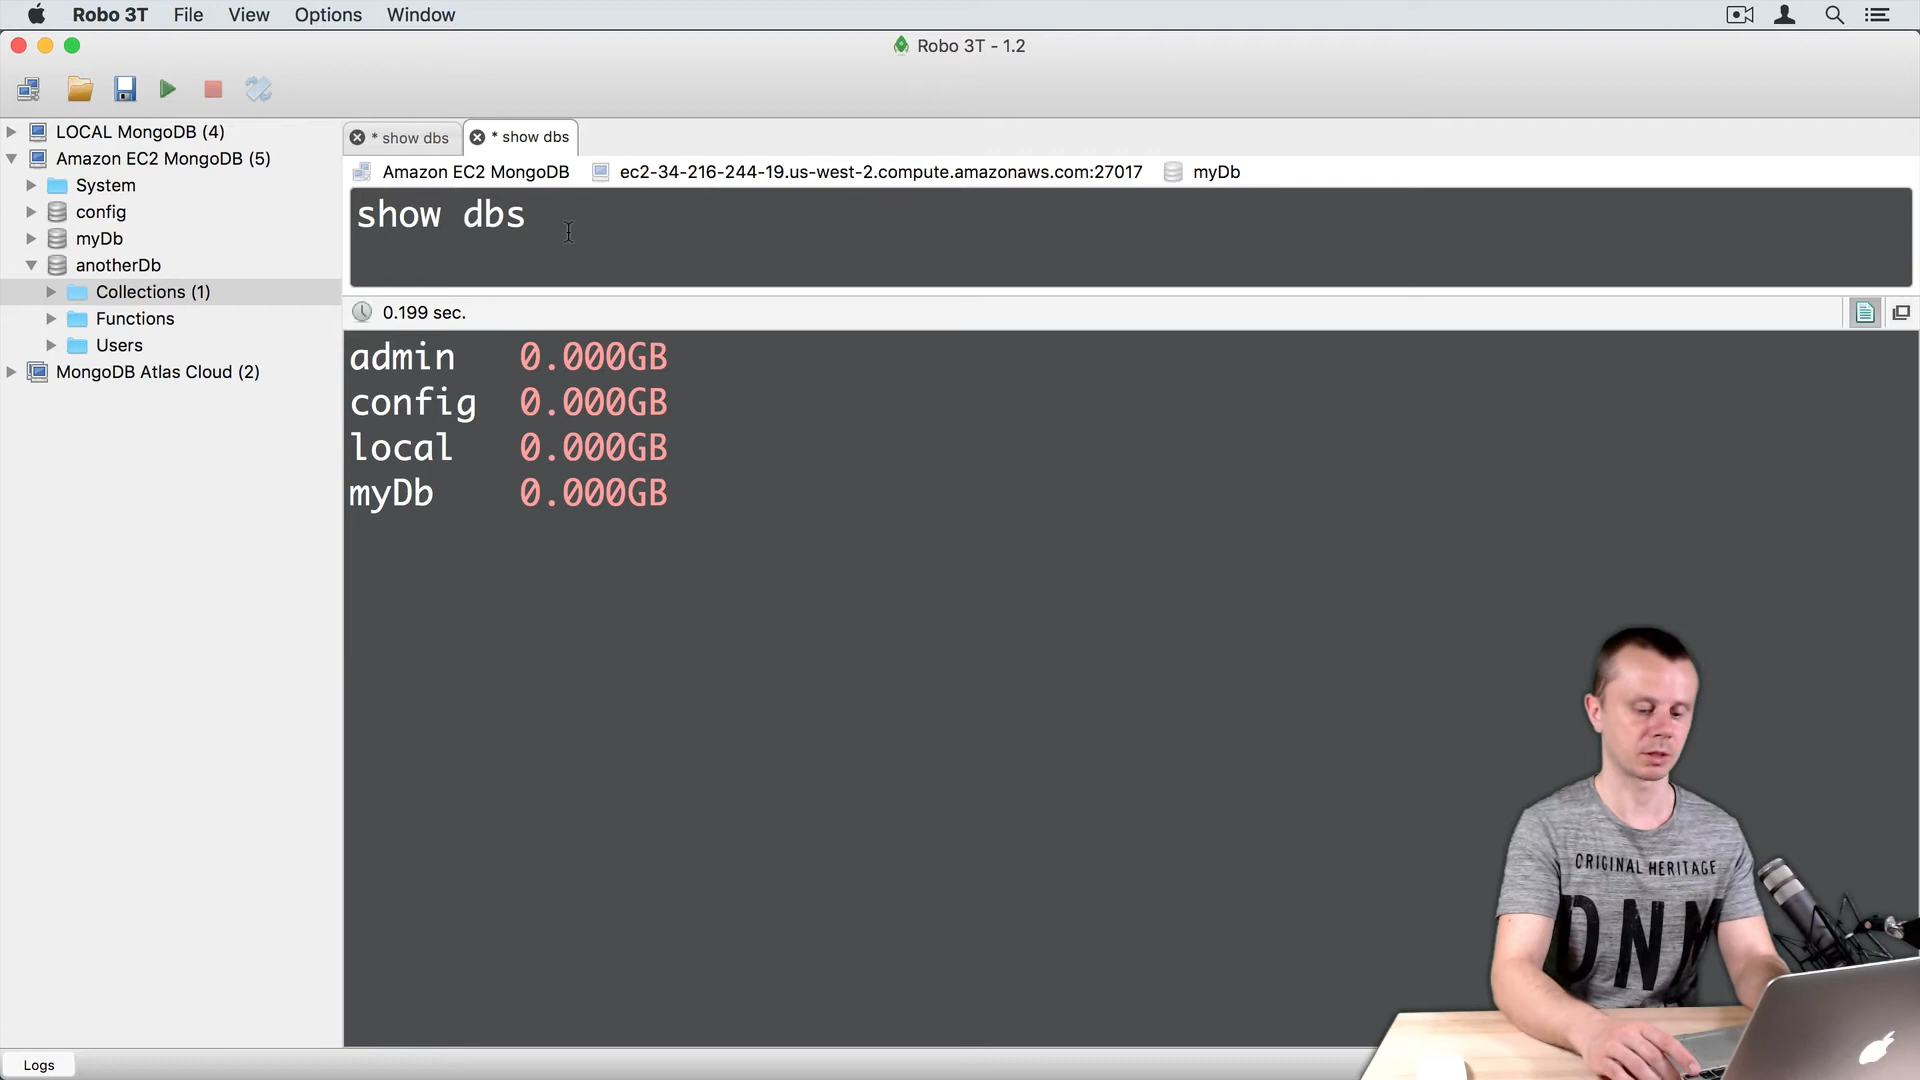 Robo 3T File View Options Window
Robo 3T - 1.2
LOCAL MongoDB (4)
Amazon EC2 MongoDB (5)
System
config
myDb
anotherDb
Collections (1)
Functions
Users
MongoDB Atlas Cloud (2)
* show dbs
* show dbs
Amazon EC2 MongoDB
ec2-34-216-244-19.us-west-2.compute.amazonaws.com:27017
myDb
show dbs
0.199 sec.
admin 0.000GB
config 0.000GB
local 0.000GB
myDb 0.000GB
ORIGINAL HERITAGE
DNM
Logs